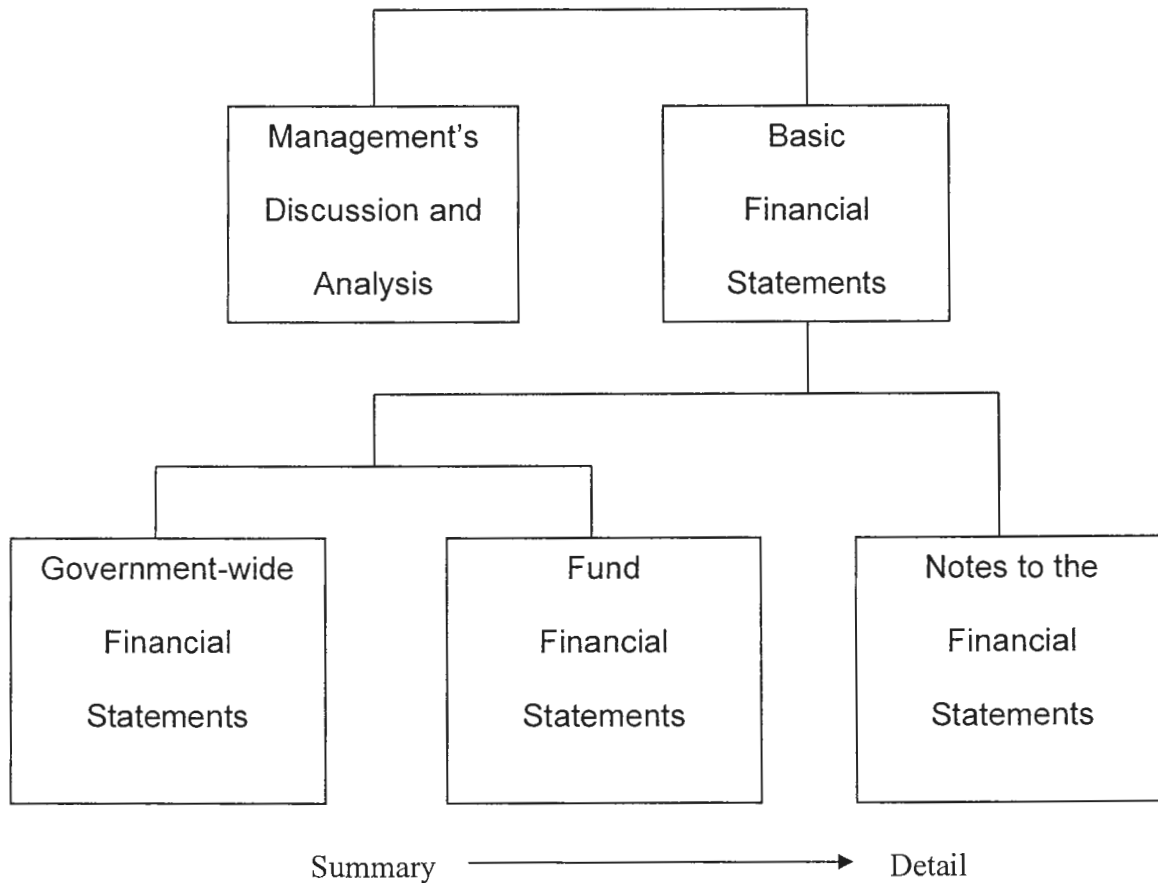 Management's
Discussion and
Analysis
Basic
Financial
Statements
Government-wide
Financial
Statements
Fund
Financial
Statements
Notes to the
Financial
Statements
Summary
Detail